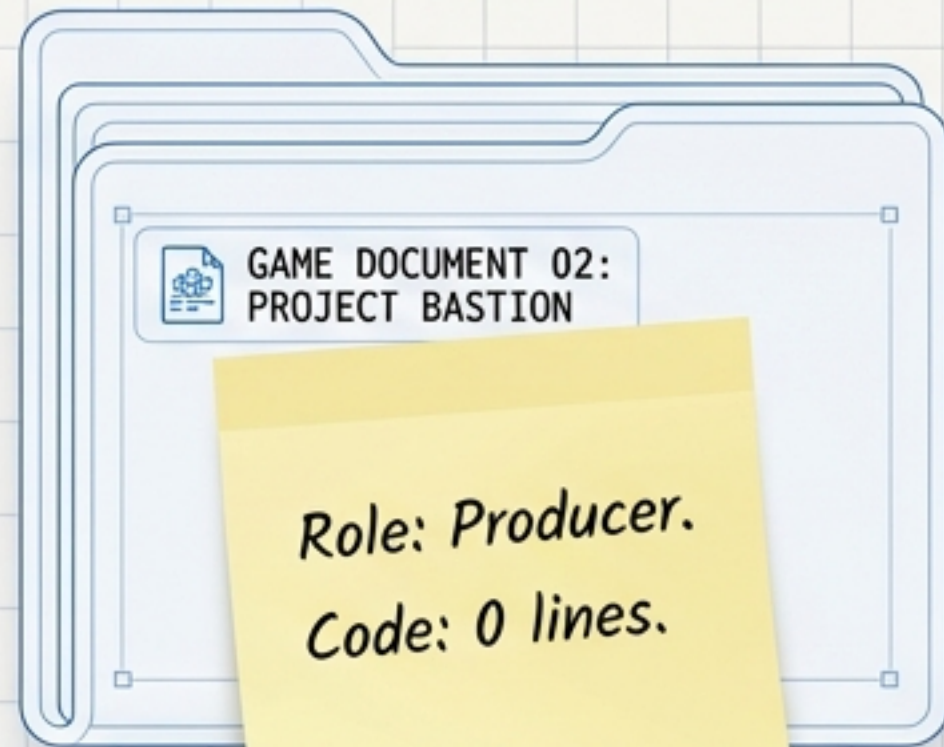 GAME DOCUMENT 02:
PROJECT BASTION
Role: Producer.
Code: 0 lines.